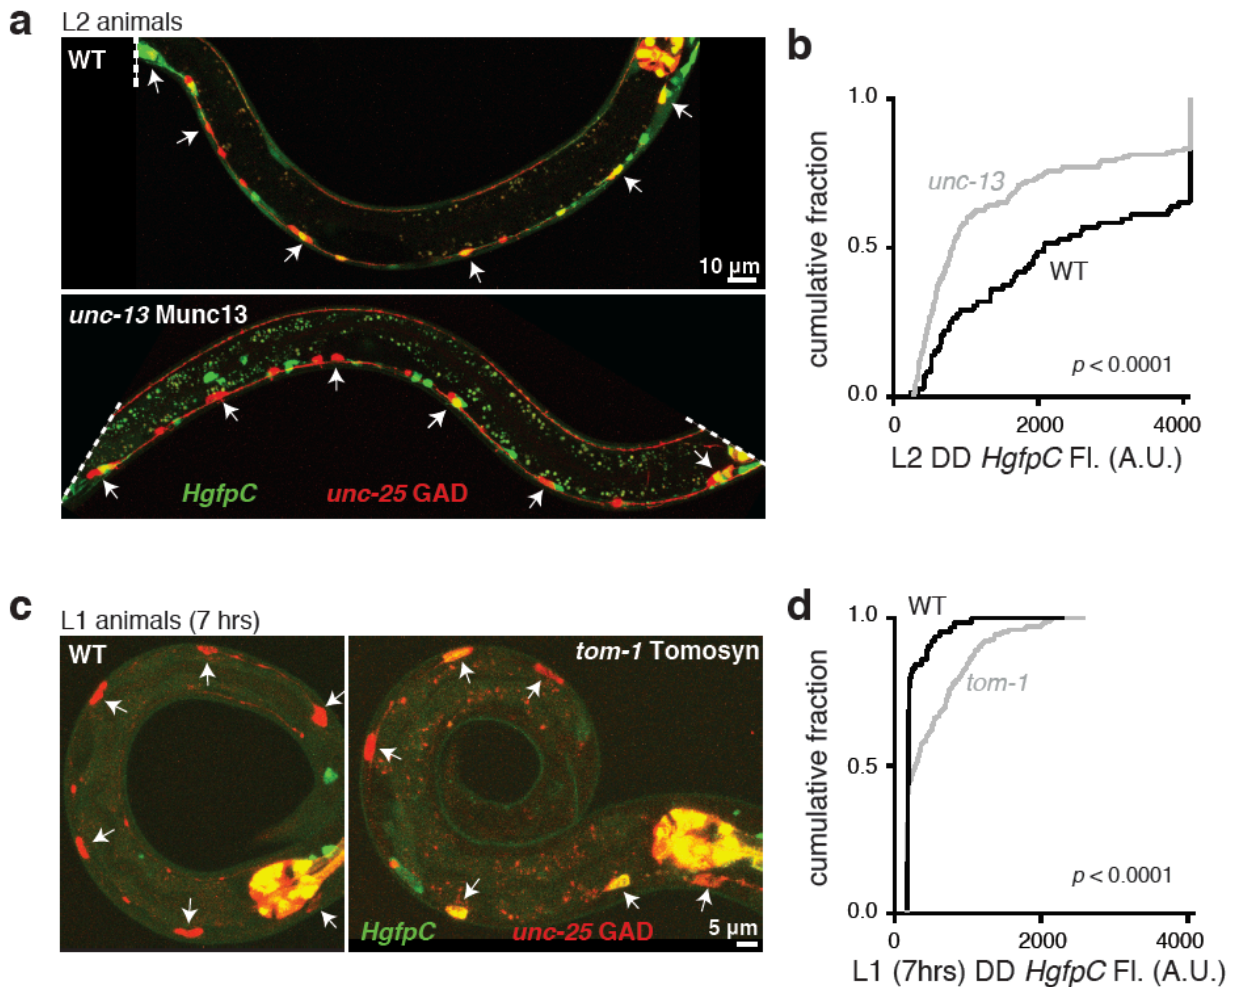 a
L2 animals
WT
10 µm
unc-13 Munc13
HgfpC unc-25 GAD
b
cumulative fraction
1.0
0.5
0.0
unc-13
WT
p < 0.0001
0 2000 4000
L2 DD HgfpC Fl. (A.U.)
c
L1 animals (7 hrs)
WT
tom-1 Tomosyn
HgfpC unc-25 GAD
5 µm
d
cumulative fraction
1.0
0.5
0.0
WT
tom-1
p < 0.0001
0 2000 4000
L1 (7hrs) DD HgfpC Fl. (A.U.)